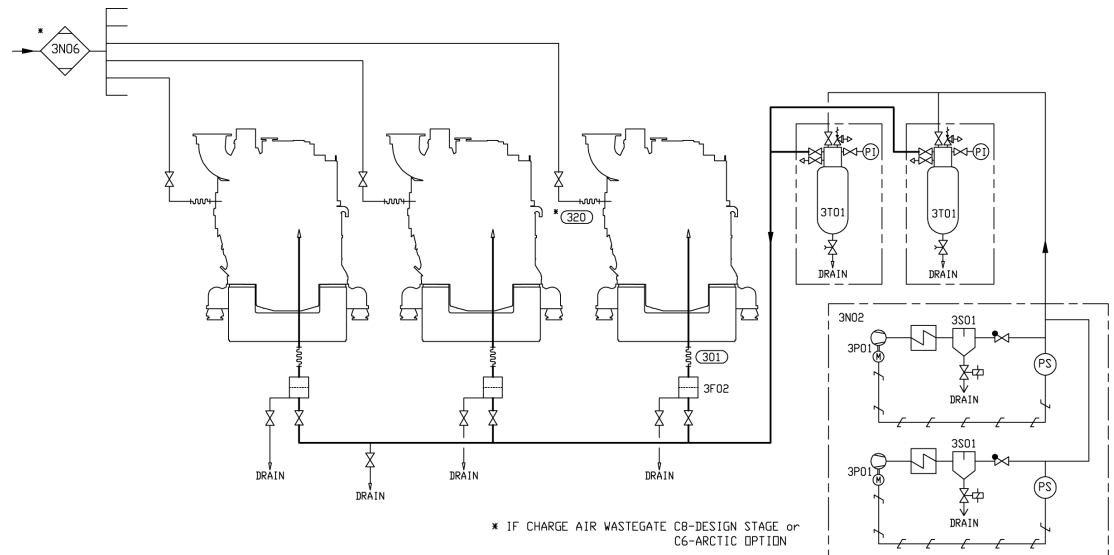 *
3N06
PI
PI
3T01
3T01
* 320
DRAIN
DRAIN
3N02
3S01
3P01
M
PS
301
3F02
DRAIN
3S01
3P01
M
PS
DRAIN
DRAIN
DRAIN
DRAIN
DRAIN
* IF CHARGE AIR WASTEGATE C8-DESIGN STAGE or
C6-ARCTIC OPTION